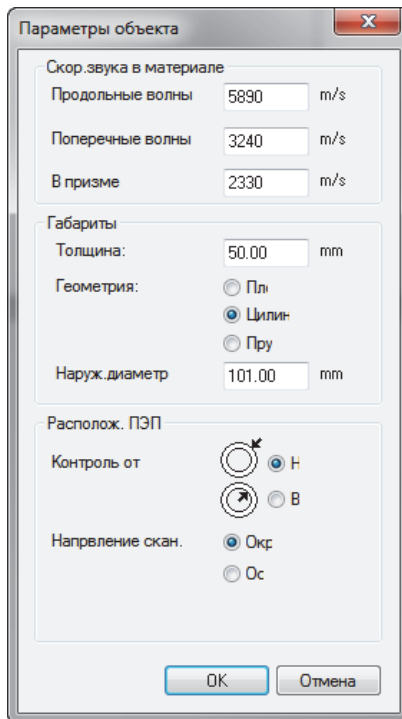 Параметры объекта
Скор.звука в материале
Продольные волны 5890 m/s
Поперечные волны 3240 m/s
В призме 2330 m/s
Габариты
Толщина: 50.00 mm
Геометрия: Пл
Цилин
Пру
Наруж.диаметр 101.00 mm
Располож. ПЭП
Контроль от Н
В
Напрвление скан. Окр
Ос
OK Отмена